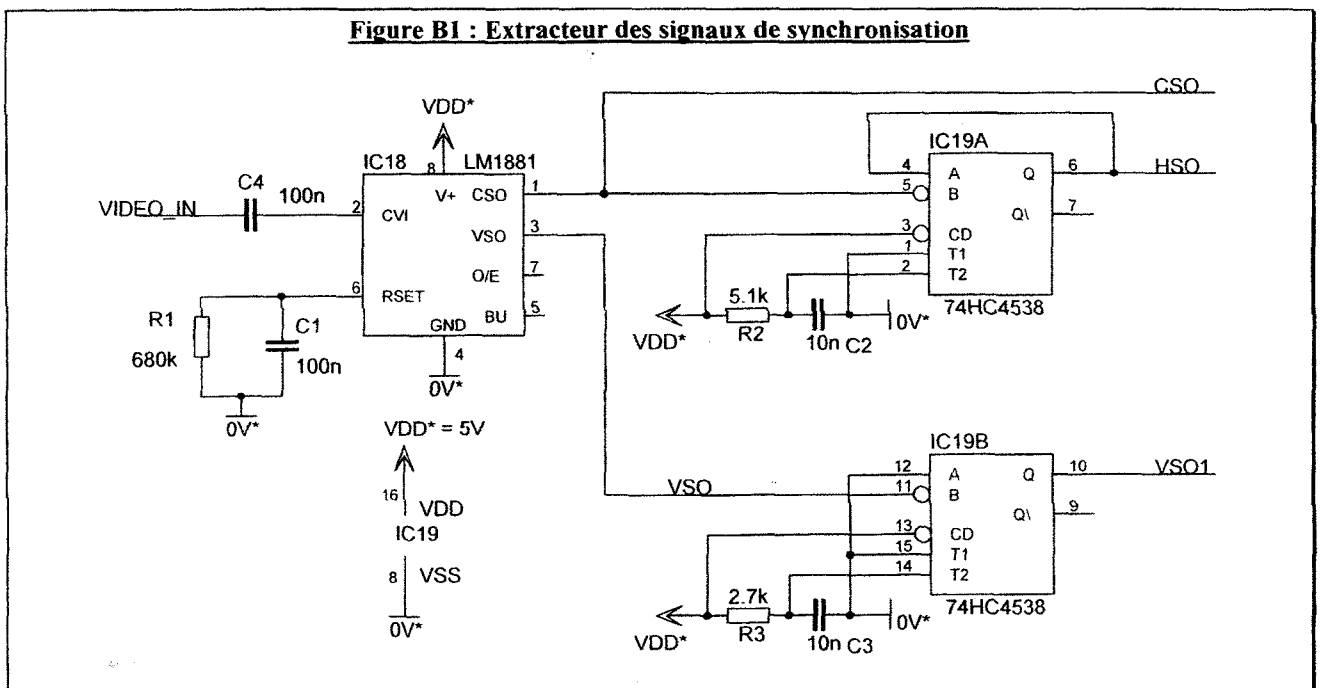 Figure B1 : Extracteur des signaux de synchronisation
CSO
VDD*
IC18
8
LM1881
C4
100n
VIDEO_IN
2
CVI
V+
CSO
1
VSO
3
O/E
7
6
RSET
BU
5
GND
4
0V*
R1
680k
C1
100n
0V*
IC19A
4
A
Q
6
HSO
5
B
Q\
7
3
CD
1
T1
2
T2
74HC4538
5.1k
R2
VDD*
10n C2
0V*
VDD* = 5V
16
VDD
IC19
8
VSS
0V*
IC19B
VSO
12
A
Q
10
VSO1
11
B
Q\
9
13
CD
15
T1
14
T2
74HC4538
2.7k
R3
VDD*
10n C3
0V*